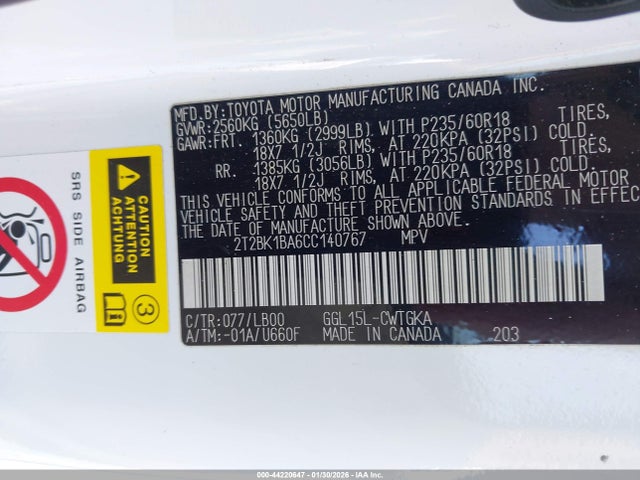 MFD.BY:TOYOTA MOTOR MANUFACTURING CANADA INC.
GVWR:2560KG (5650LB)
GAWR:FRT. 1360KG (2999LB) WITH P235/60R18 TIRES,
18X7 1/2J RIMS, AT 220KPA (32PSI) COLD.
RR. 1385KG (3056LB) WITH P235/60R18 TIRES,
18X7 1/2J RIMS, AT 220KPA (32PSI) COLD.
THIS VEHICLE CONFORMS TO ALL APPLICABLE FEDERAL MOTOR
VEHICLE SAFETY AND THEFT PREVENTION STANDARDS IN EFFEC
THE DATE OF MANUFACTURE SHOWN ABOVE.
2T2BK1BA6CC140767 MPV
C/TR:077/LB00 GGL15L-CWTGKA
A/TM:-01A/U660F MADE IN CANADA 203
CAUTION
SRS SIDE AIRBAG
3
000-44220647 - 01/30/2026 - IAAI Inc.